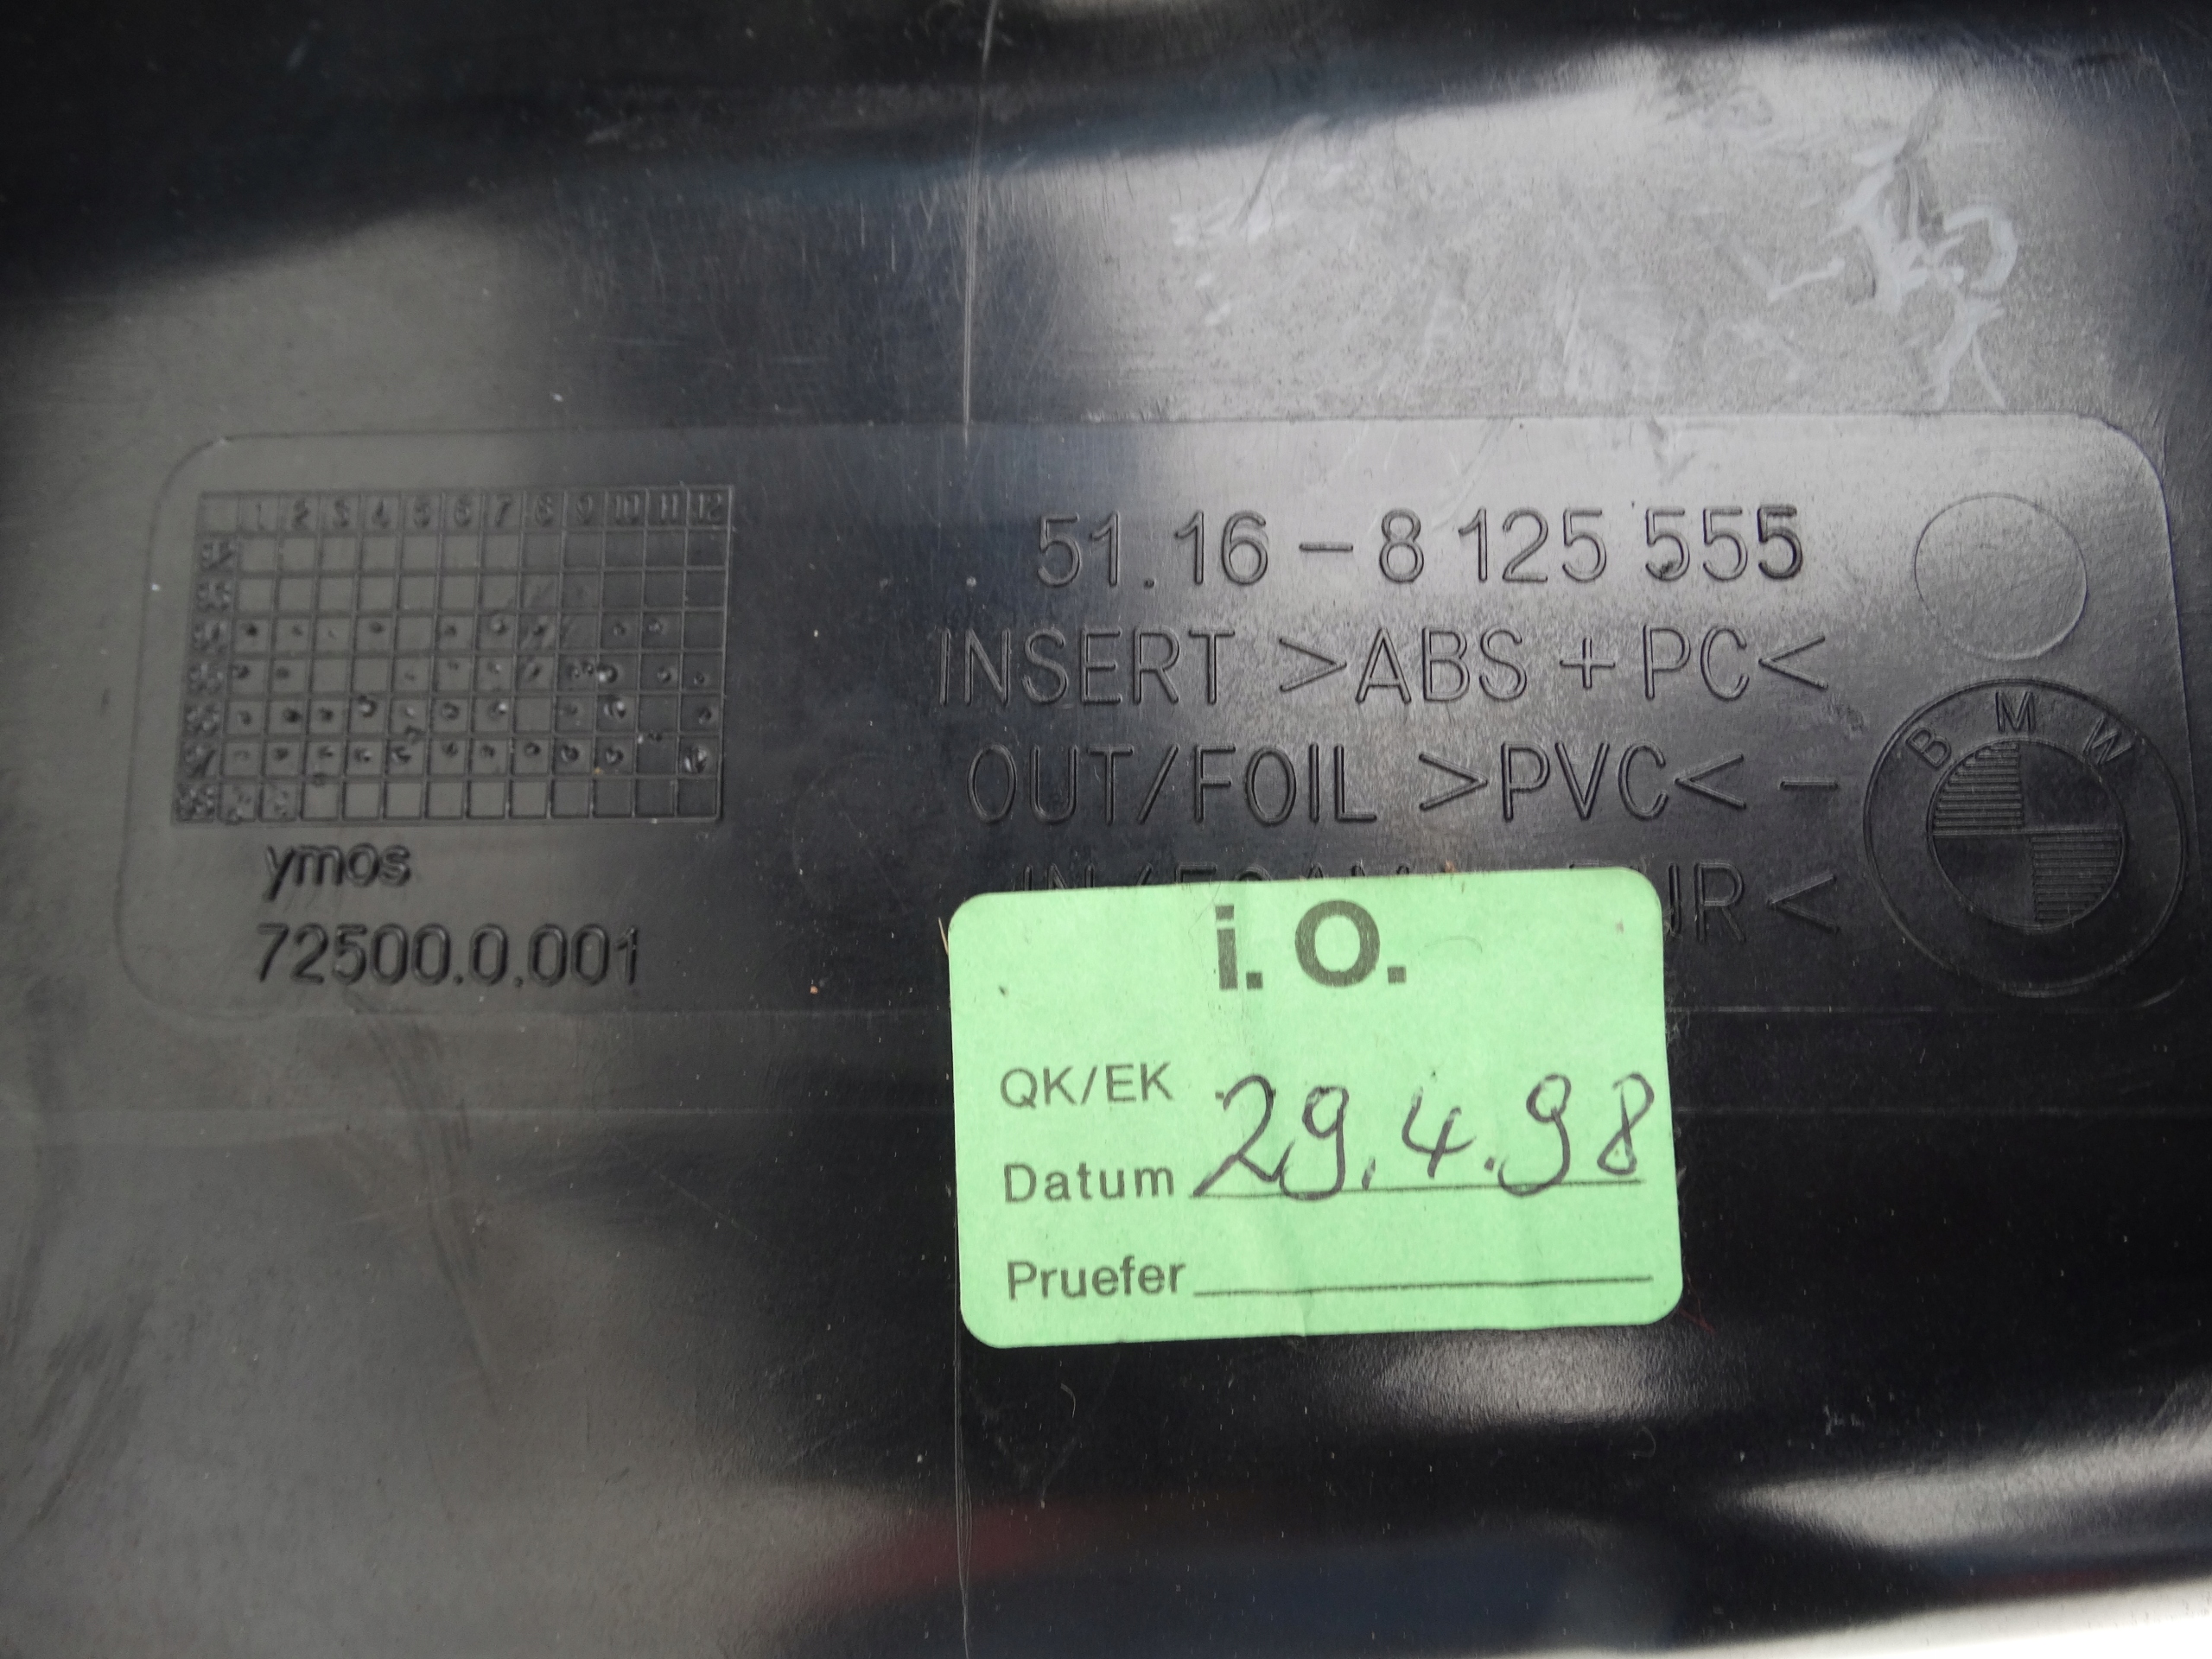 1 2 3 4 5 6 7 8 9 10 11 12
ymos
72500.0.001
51.16-8 125 555
INSERT >ABS + PC<
OUT/FOIL >PVC< -
B M W
i.O.
QK/EK
Datum 29.4.98
Pruefer